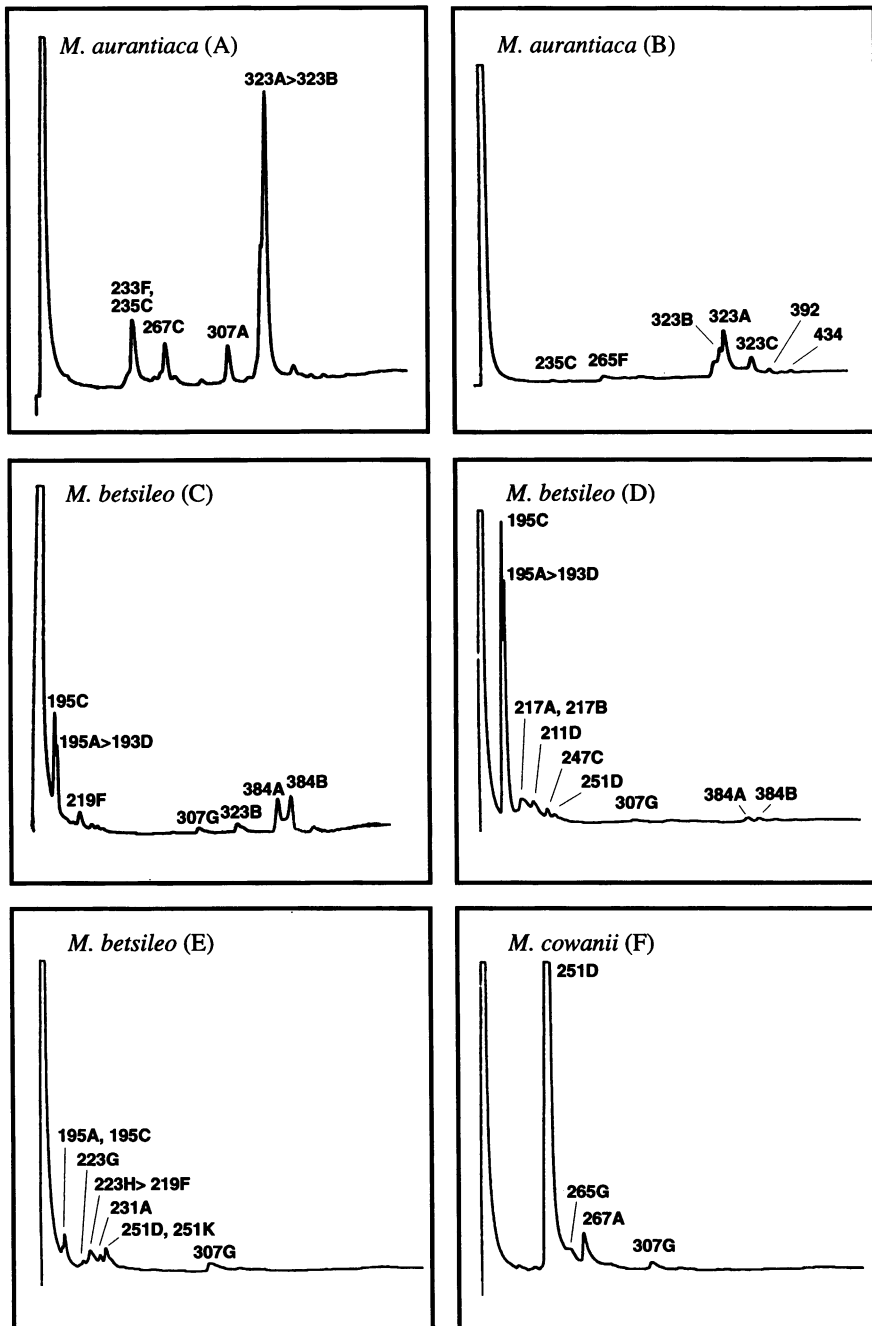 M. aurantiaca (A)
323A>323B
233F,
235C
267C
307A
M. aurantiaca (B)
323B
323A
392
323C
434
235C
265F
M. betsileo (C)
195C
195A>193D
219F
307G
323B
384A
384B
M. betsileo (D)
195C
195A>193D
217A, 217B
211D
247C
251D
307G
384A
384B
M. betsileo (E)
195A, 195C
223G
223H> 219F
231A
251D, 251K
307G
M. cowanii (F)
251D
265G
267A
307G